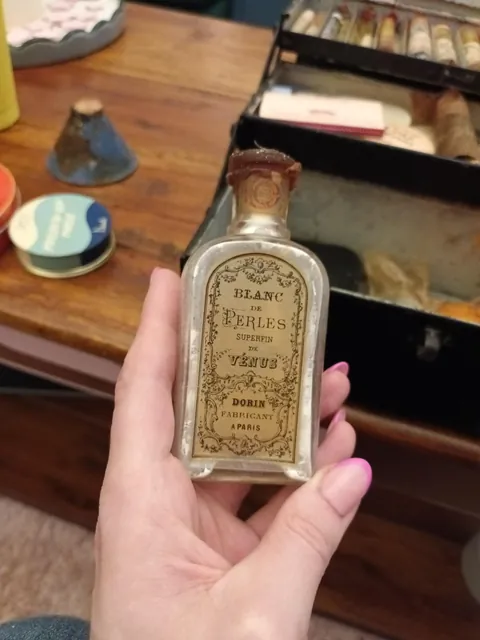 BLANC
DE
PERLES
SUPERFIN
DE
VÉNUS
DORIN
FABRICANT
A PARIS